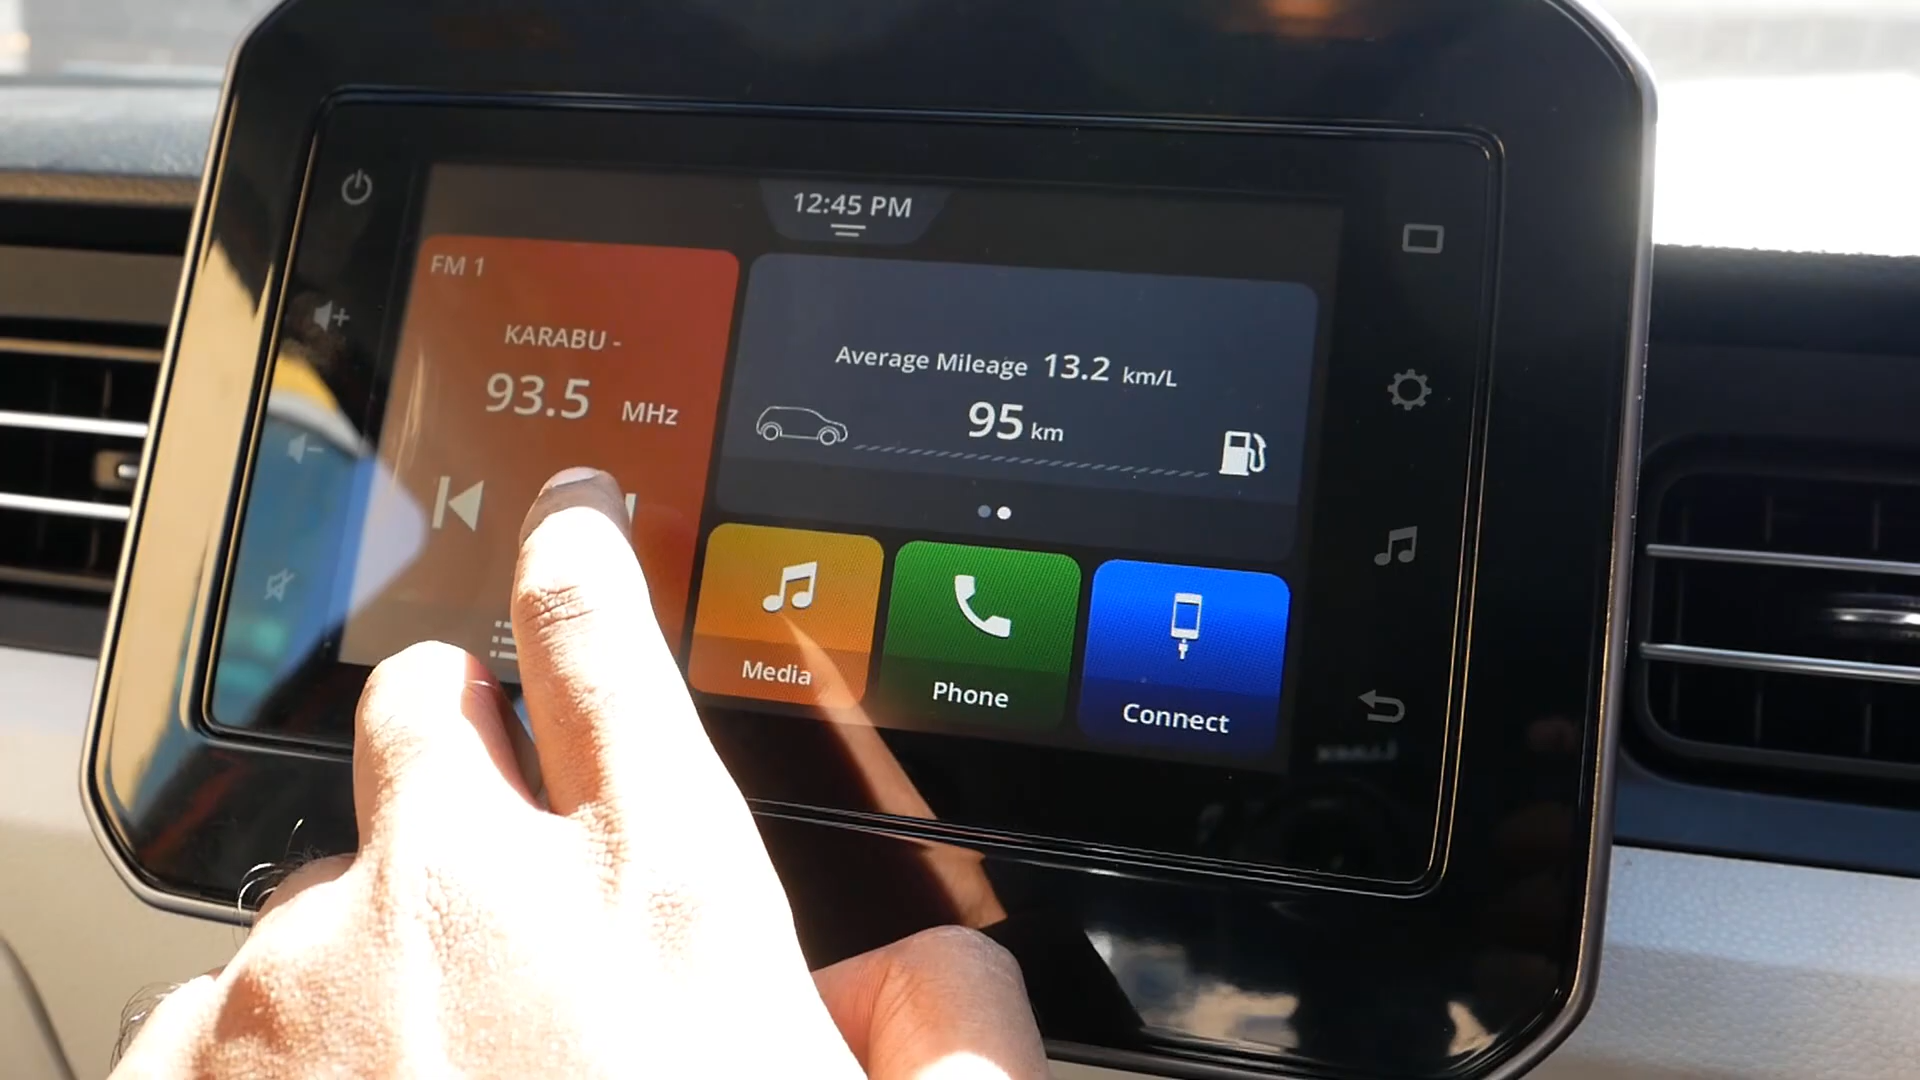 12:45 PM
FM 1
KARABU -
93.5 MHz
Average Mileage 13.2 km/L
95 km
Media
Phone
Connect